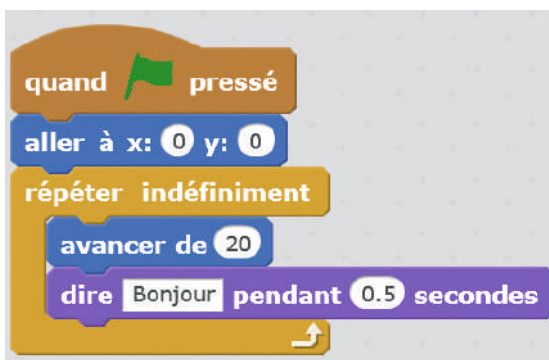 quand pressé
aller à x: 0 y: 0
répéter indéfiniment
avancer de 20
dire Bonjour pendant 0.5 secondes